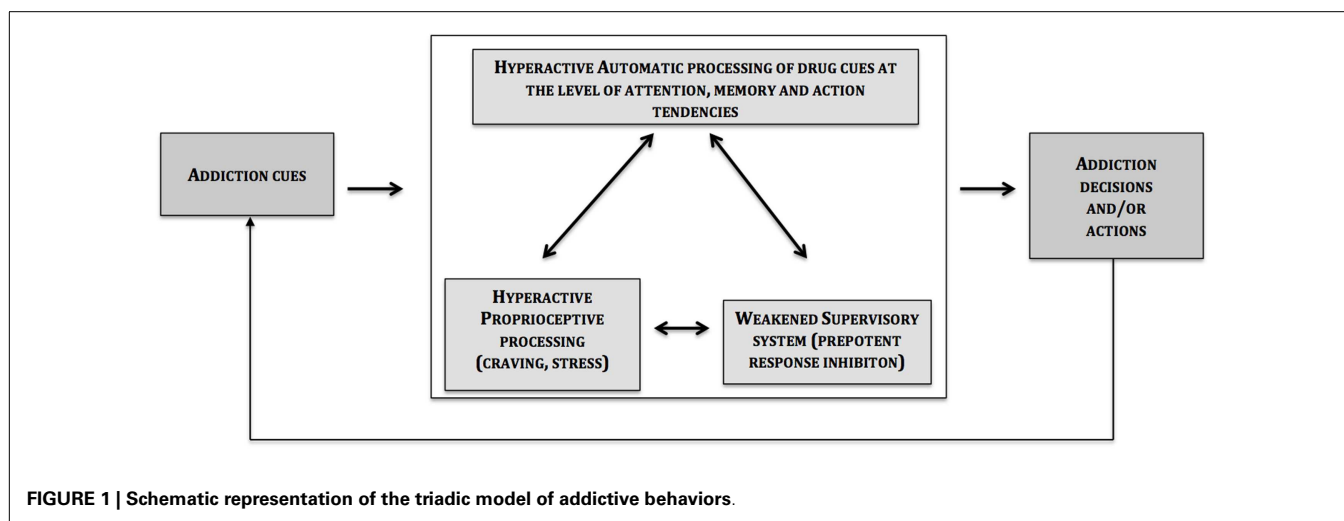 HYPERACTIVE AUTOMATIC PROCESSING OF DRUG CUES AT
THE LEVEL OF ATTENTION, MEMORY AND ACTION
TENDENCIES
ADDICTION CUES
ADDICTION
DECISIONS
AND/OR
ACTIONS
HYPERACTIVE
PROPRIOCEPTIVE
PROCESSING
(CRAVING, STRESS)
WEAKENED SUPERVISORY
SYSTEM (PREPOTENT
RESPONSE INHIBITON)
FIGURE 1 | Schematic representation of the triadic model of addictive behaviors.